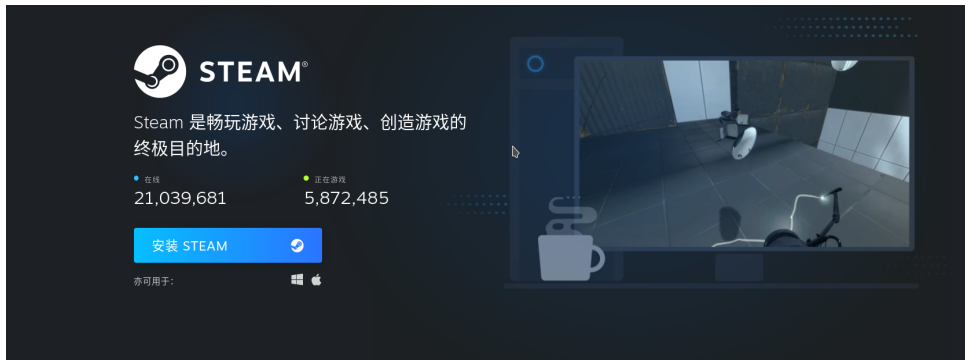 STEAM®
Steam 是畅玩游戏、讨论游戏、创造游戏的
终极目的地。
在线
正在游戏
21,039,681
5,872,485
安装 STEAM
亦可用于：